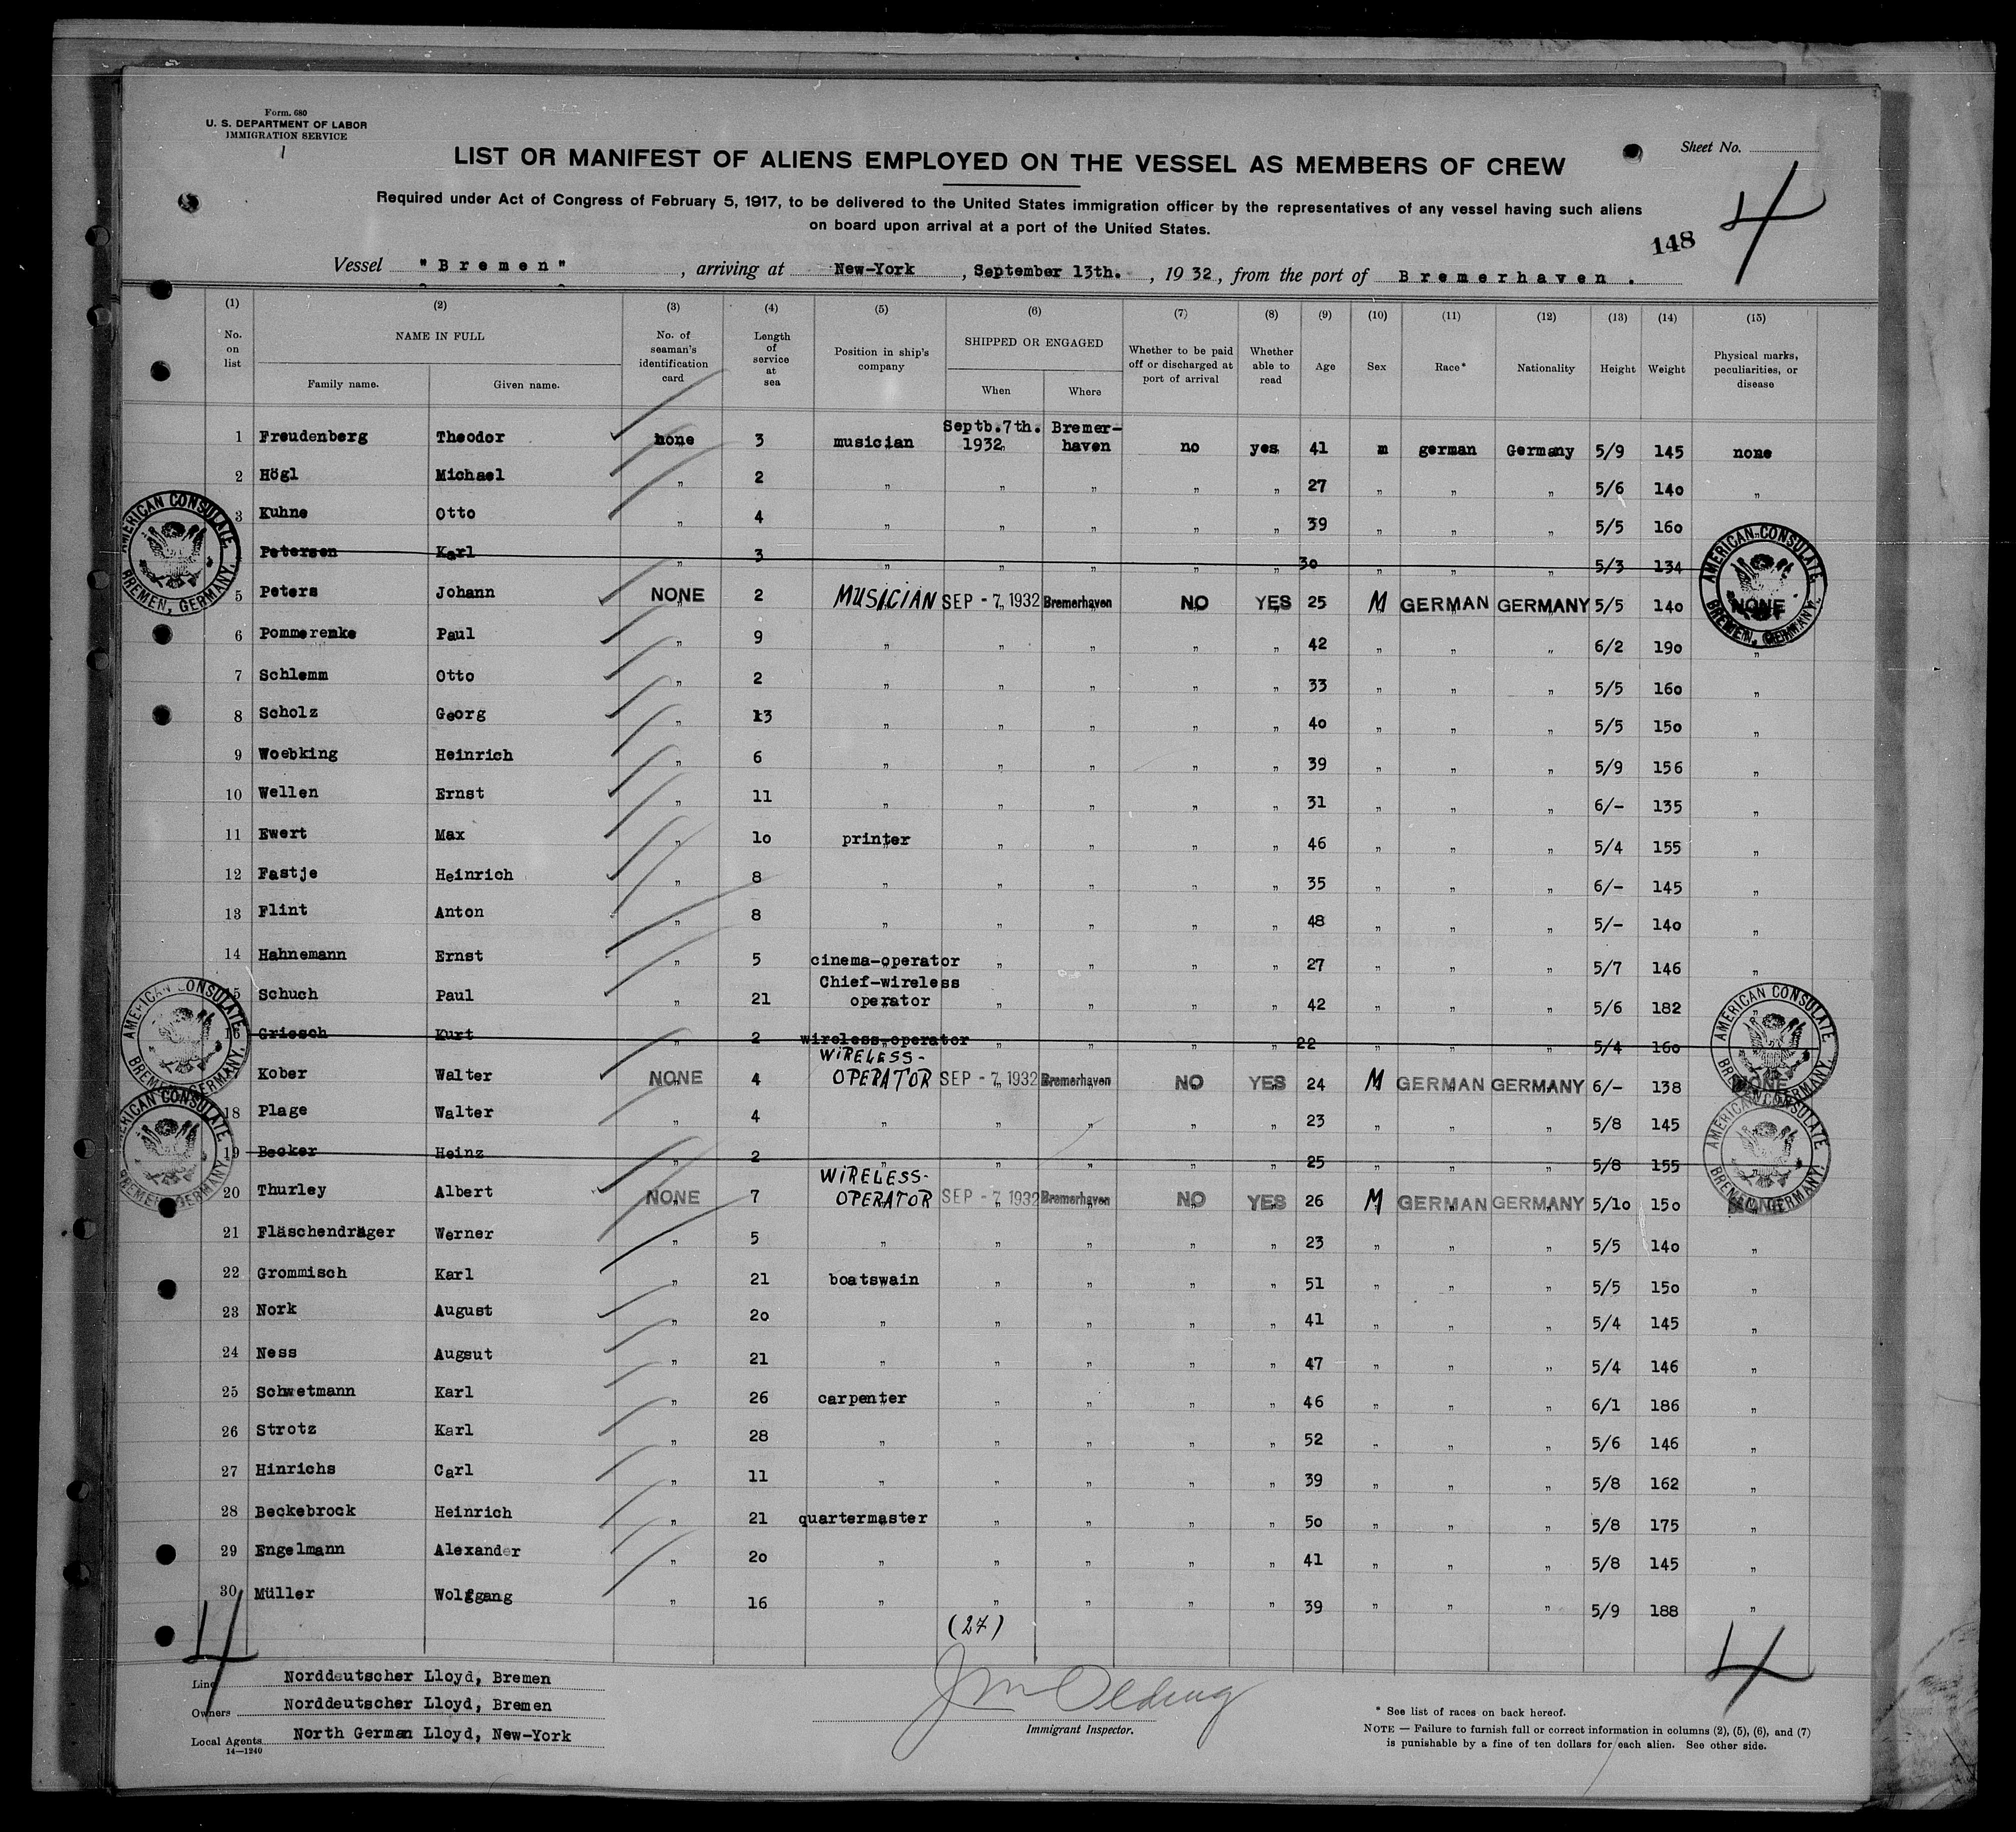 Form. 680
U. S. DEPARTMENT OF LABOR
IMMIGRATION SERVICE
1
Sheet No.
LIST OR MANIFEST OF ALIENS EMPLOYED ON THE VESSEL AS MEMBERS OF CREW
4
Required under Act of Congress of February 5, 1917, to be delivered to the United States immigration officer by the representatives of any vessel having such aliens
on board upon arrival at a port of the United States.
148
Vessel "Bremen", arriving at New-York, September 13th., 1932, from the port of Bremerhaven.
(1) (2) (3) (4) (5) (6) (7) (8) (9) (10) (11) (12) (13) (14) (15)
No. on list NAME IN FULL Family name. Given name. No. of seaman's identification card Length of service at sea Position in ship's company SHIPPED OR ENGAGED When Where Whether to be paid off or discharged at port of arrival Whether able to read Age Sex Race* Nationality Height Weight Physical marks, peculiarities, or disease
1 Freudenberg Theodor none 3 musician Septb.7th. 1932 Bremer-haven no yes 41 m german Germany 5/9 145 none
2 Högl Michael " 2 " " " " " 27 " " " 5/6 140 "
3 Kuhne Otto " 4 " " " " " 39 " " " 5/5 160 "
Petersen Karl " 3 " " " " " 30 " " " 5/3 134 "
5 Peters Johann NONE 2 MUSICIAN SEP - 7 1932 Bremerhaven NO YES 25 M GERMAN GERMANY 5/5 140 NONE
6 Pommerenke Paul " 9 " " " " " 42 " " " 6/2 190 "
7 Schlemm Otto " 2 " " " " " 33 " " " 5/5 160 "
8 Scholz Georg " 13 " " " " " 40 " " " 5/5 150 "
9 Woebking Heinrich " 6 " " " " " 39 " " " 5/9 156 "
10 Wellen Ernst " 11 " " " " " 31 " " " 6/- 135 "
11 Ewert Max " 10 printer " " " " 46 " " " 5/4 155 "
12 Fastje Heinrich " 8 " " " " " 35 " " " 6/- 145 "
13 Flint Anton " 8 " " " " " 48 " " " 5/- 140 "
14 Hahnemann Ernst " 5 cinema-operator " " " " 27 " " " 5/7 146 "
15 Schuch Paul " 21 Chief-wireless operator " " " " 42 " " " 5/6 182 "
16 Griesch Kurt " 2 wireless-operator " " " " 22 " " " 5/4 160 "
Kober Walter NONE 4 WIRELESS-OPERATOR SEP - 7 1932 Bremerhaven NO YES 24 M GERMAN GERMANY 6/- 138 NONE
18 Plage Walter " 4 " " " " " 23 " " " 5/8 145
19 Becker Heinz " 2 " " " " " 25 " " " 5/8 155
20 Thurley Albert NONE 7 WIRELESS-OPERATOR SEP - 7 1932 Bremerhaven NO YES 26 M GERMAN GERMANY 5/10 150 NONE
21 Fläschendräger Werner " 5 " " " " " 23 " " " 5/5 140 "
22 Grommisch Karl " 21 boatswain " " " " 51 " " " 5/5 150 "
23 Nork August " 20 " " " " " 41 " " " 5/4 145 "
24 Ness Augsut " 21 " " " " " 47 " " " 5/4 146 "
25 Schwetmann Karl " 26 carpenter " " " " 46 " " " 6/1 186 "
26 Strotz Karl " 28 " " " " " 52 " " " 5/6 146 "
27 Hinrichs Carl " 11 " " " " " 39 " " " 5/8 162 "
28 Beckebrock Heinrich " 21 quartermaster " " " " 50 " " " 5/8 175 "
29 Engelmann Alexander " 20 " " " " " 41 " " " 5/8 145 "
30 Müller Wolfgang " 16 " " " " " 39 " " " 5/9 188 "
(27)
AMERICAN CONSULATE BREMEN, GERMANY.
AMERICAN CONSULATE BREMEN, GERMANY.
AMERICAN CONSULATE BREMEN, GERMANY.
AMERICAN CONSULATE BREMEN, GERMANY.
AMERICAN CONSULATE BREMEN, GERMANY.
AMERICAN CONSULATE BREMEN, GERMANY.
4
4
Line Norddeutscher Lloyd, Bremen
Owners Norddeutscher Lloyd, Bremen
Local Agents North German Lloyd, New-York
14—1240
Immigrant Inspector.
* See list of races on back hereof.
NOTE — Failure to furnish full or correct information in columns (2), (5), (6), and (7)
is punishable by a fine of ten dollars for each alien. See other side.